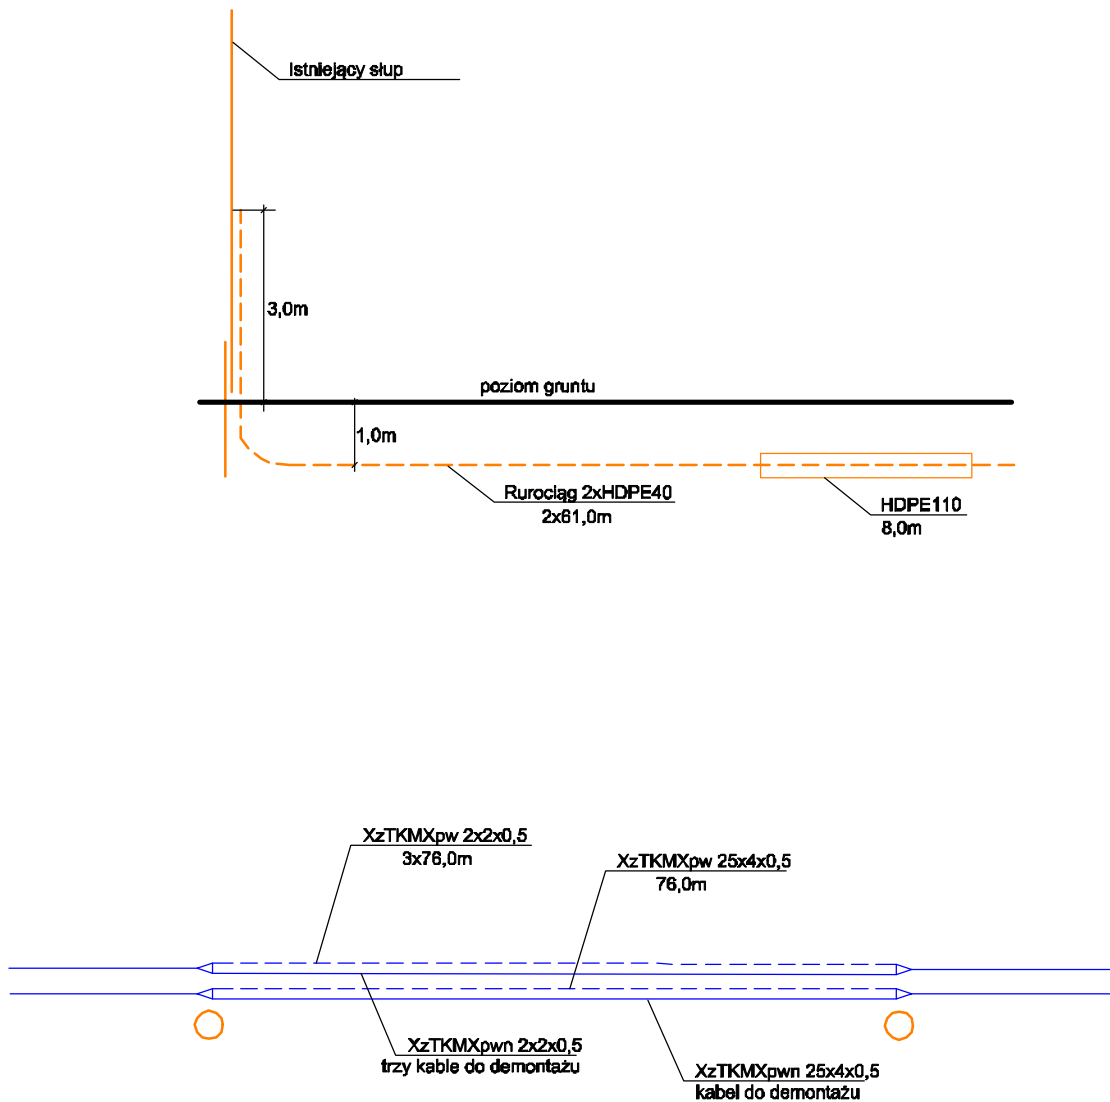 Istniejący słup
3,0m
poziom gruntu
1,0m
Rurociąg 2xHDPE40
2x61,0m
HDPE110
8,0m
XzTKMXpw 2x2x0,5
3x76,0m
XzTKMXpw 25x4x0,5
76,0m
XzTKMXpwn 2x2x0,5
trzy kable do demontażu
XzTKMXpwn 25x4x0,5
kabel do demontażu